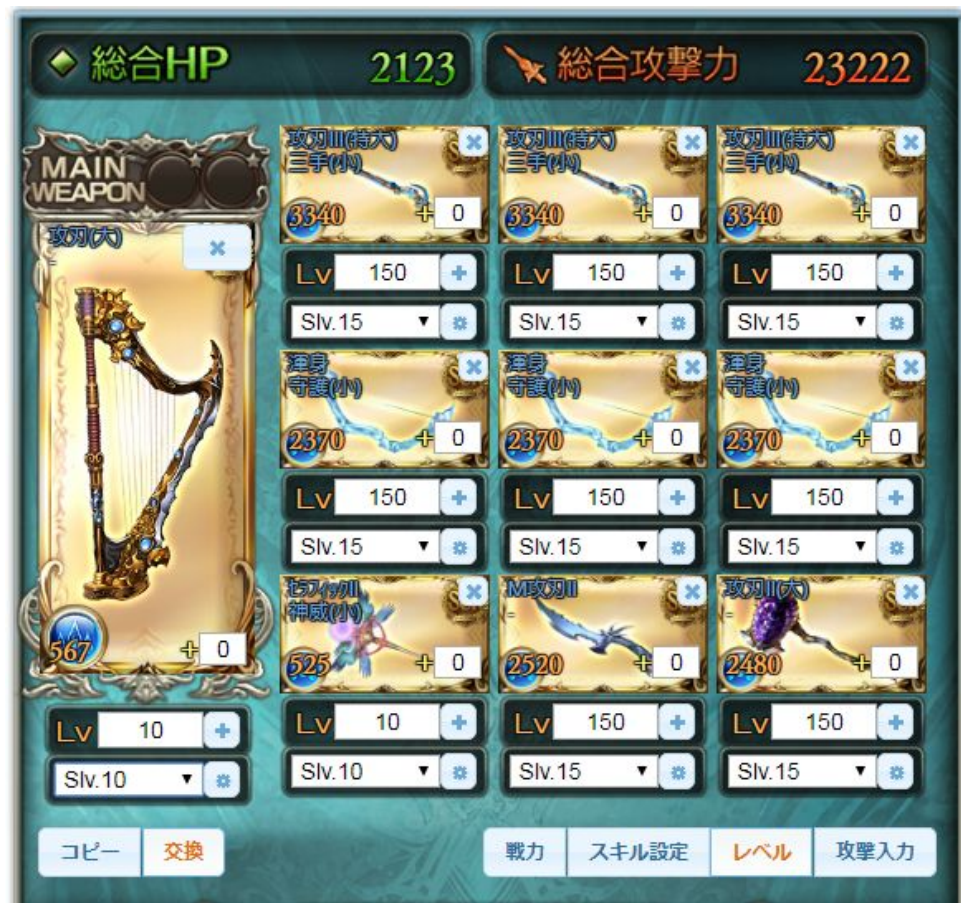 総合HP 2123
総合攻撃力 23222
MAIN WEAPON
攻刃(大)
567 + 0
Lv 10 +
Slv.10
攻刃III(特大)
三手(小)
3340 + 0
Lv 150 +
Slv.15
攻刃III(特大)
三手(小)
3340 + 0
Lv 150 +
Slv.15
攻刃III(特大)
三手(小)
3340 + 0
Lv 150 +
Slv.15
渾身
守護(小)
2370 + 0
Lv 150 +
Slv.15
渾身
守護(小)
2370 + 0
Lv 150 +
Slv.15
渾身
守護(小)
2370 + 0
Lv 150 +
Slv.15
セラフィックII
神威(小)
525 + 0
Lv 10 +
Slv.10
M攻刃II
2520 + 0
Lv 150 +
Slv.15
攻刃II(大)
2480 + 0
Lv 150 +
Slv.15
コピー 交換 戦力 スキル設定 レベル 攻撃入力